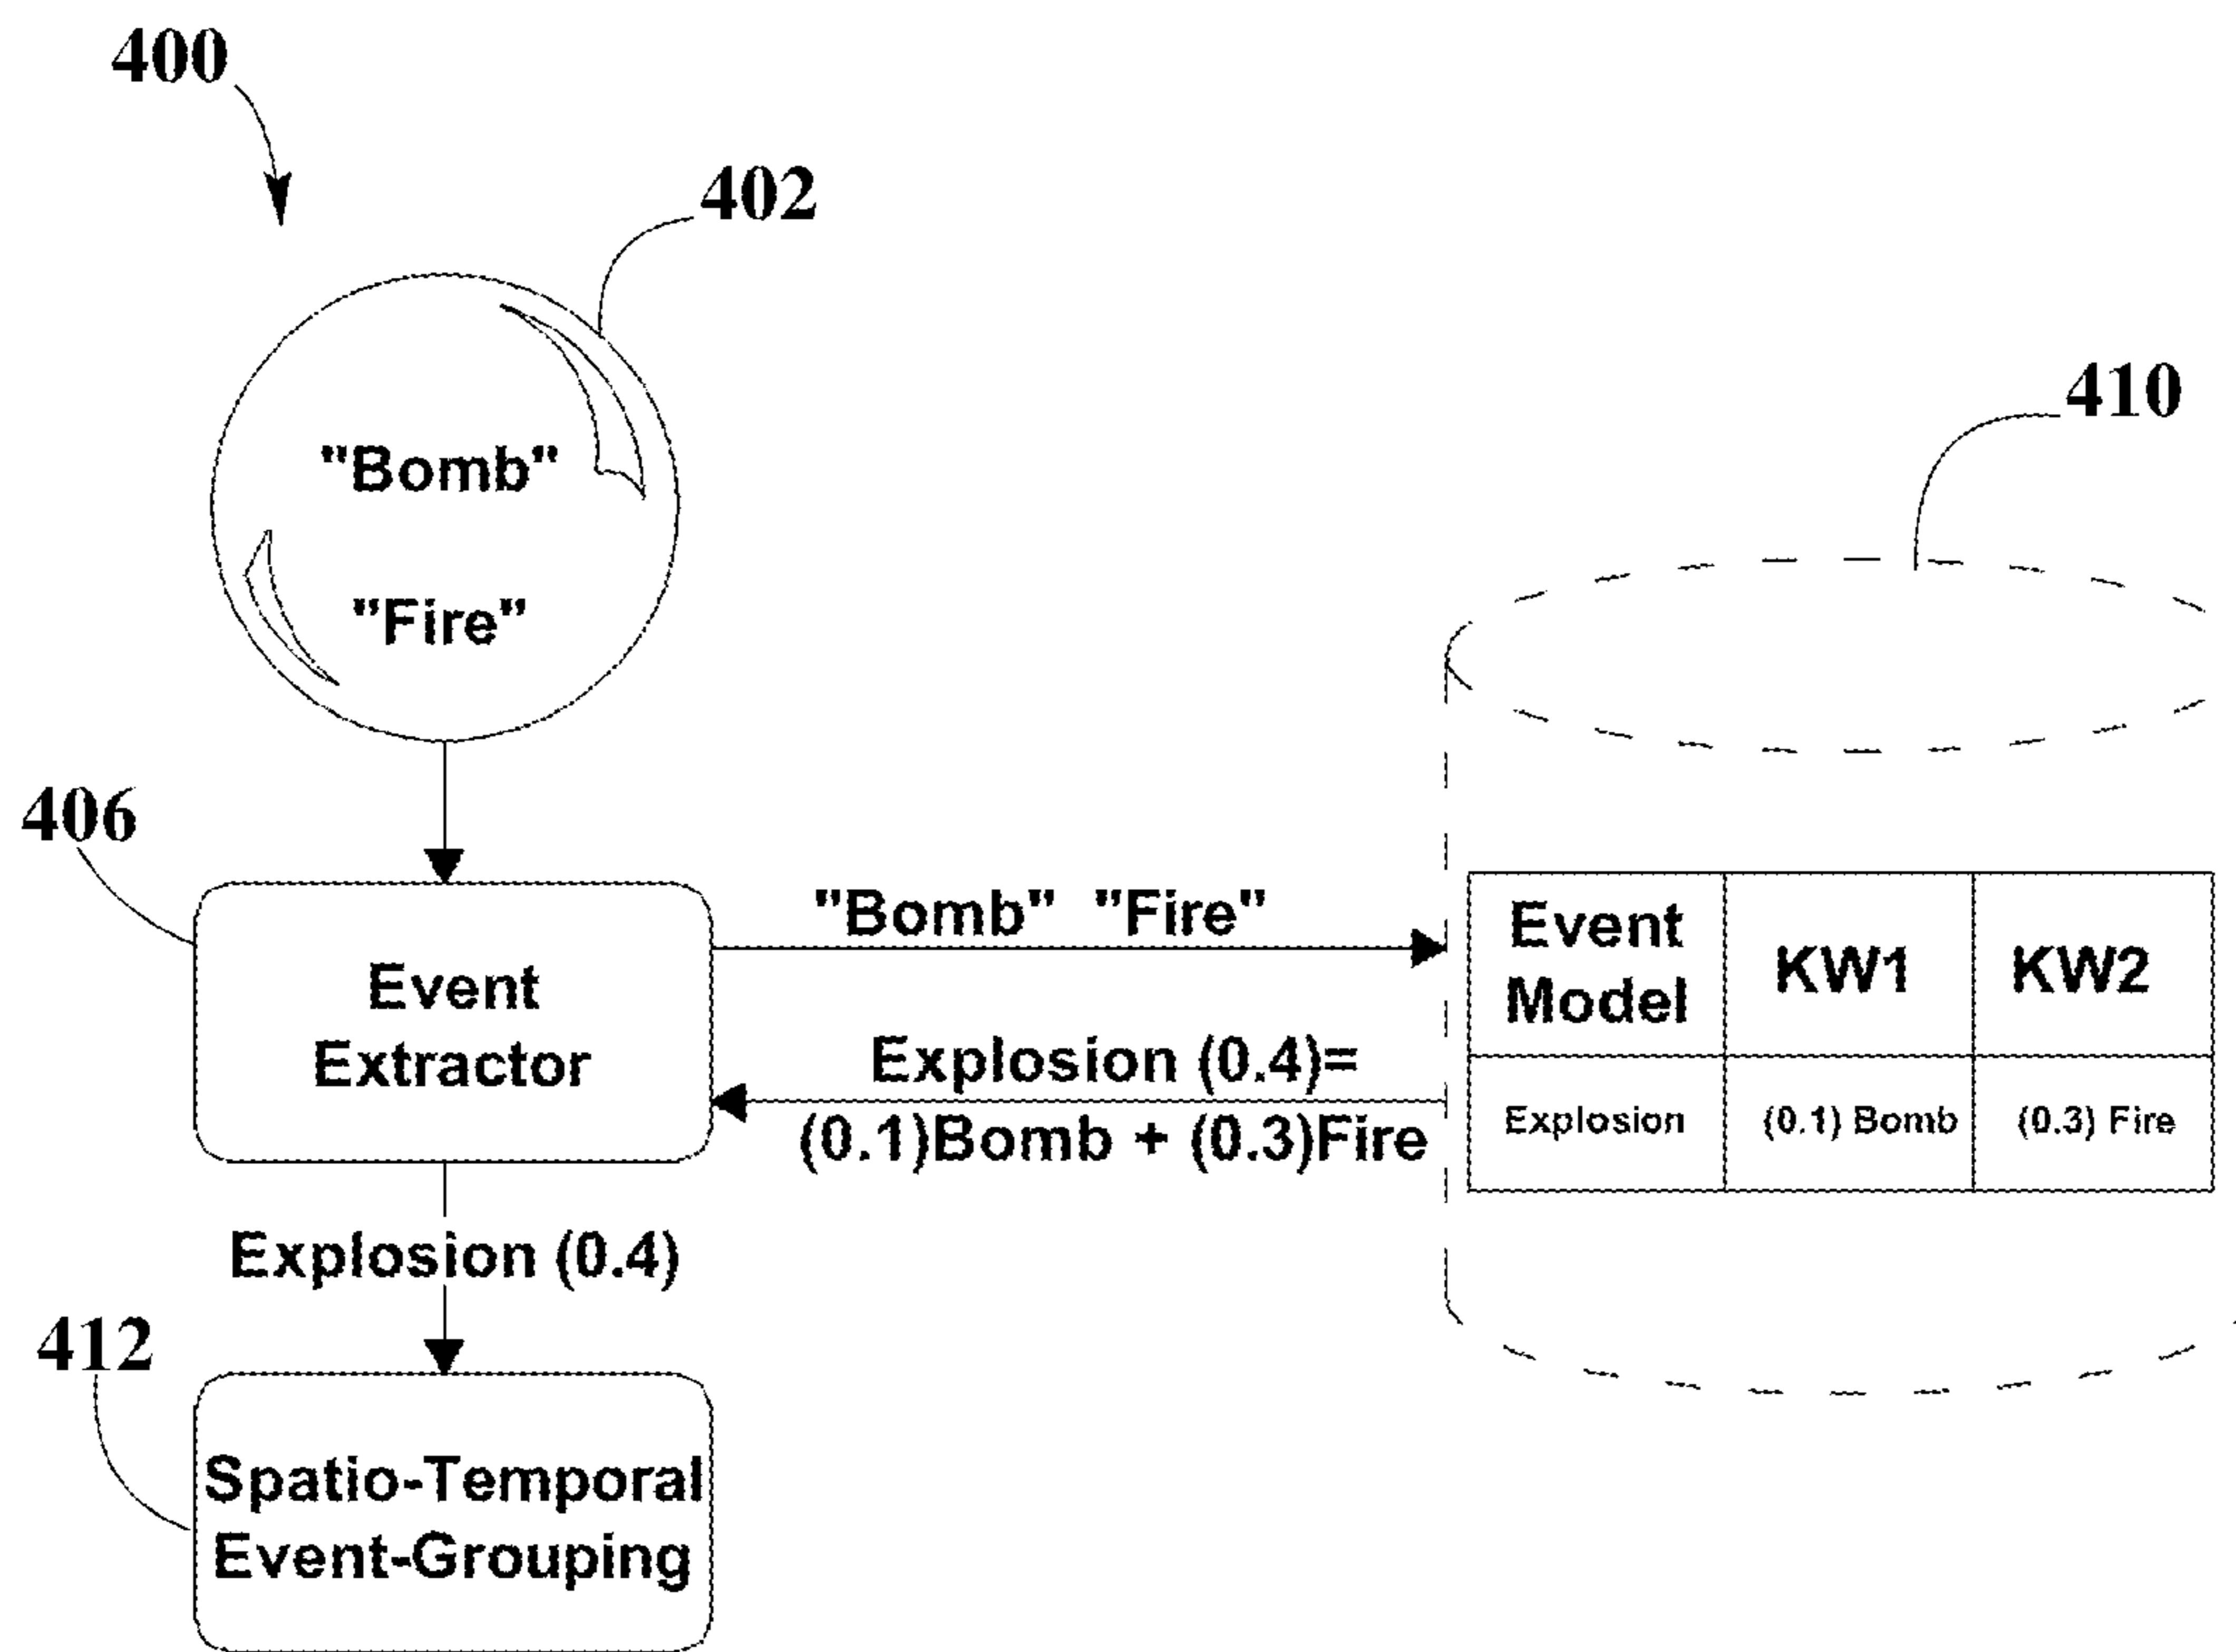 400
402
"Bomb"
"Fire"
410
406
Event
Extractor
"Bomb" "Fire"
Explosion (0.4)=
(0.1)Bomb + (0.3)Fire
Event
Model
KW1
KW2
Explosion
(0.1) Bomb
(0.3) Fire
Explosion (0.4)
412
Spatio-Temporal
Event-Grouping